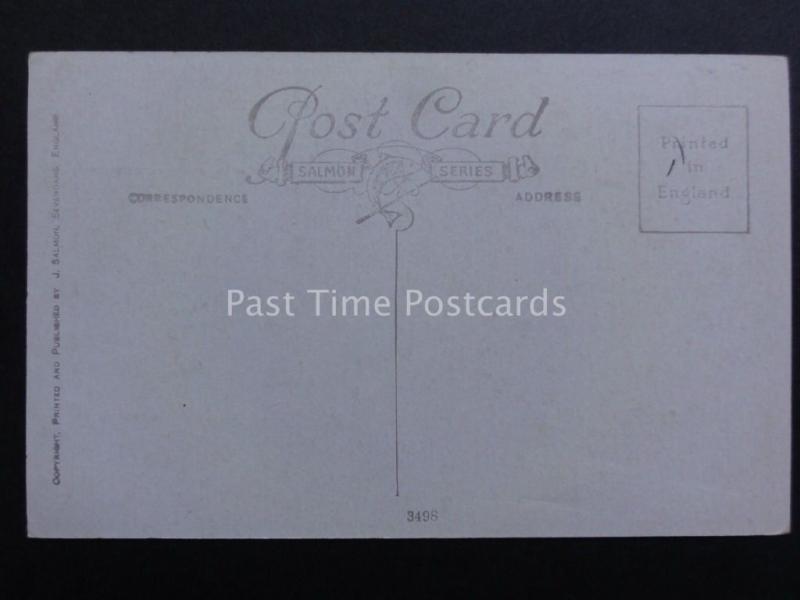 Post Card
SALMON SERIES
CORRESPONDENCE
ADDRESS
Printed
in
England
COPYRIGHT, PRINTED AND PUBLISHED BY J. SALMON, SEVENOAKS, ENGLAND
Past Time Postcards
3498